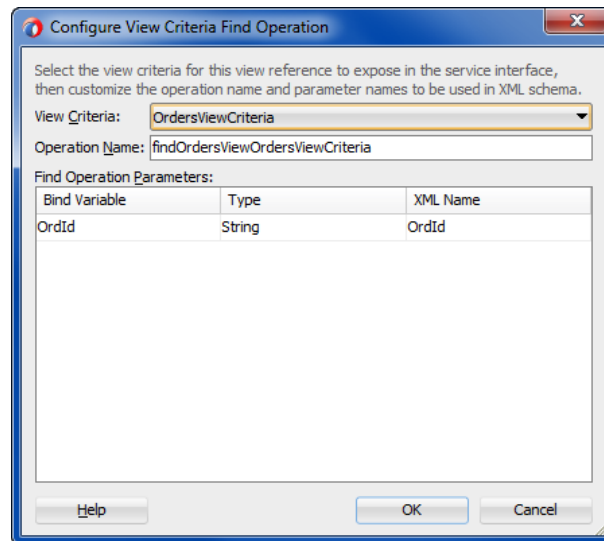 Configure View Criteria Find Operation
Select the view criteria for this view reference to expose in the service interface,
then customize the operation name and parameter names to be used in XML schema.
View Criteria: OrdersViewCriteria
Operation Name: findOrdersViewOrdersViewCriteria
Find Operation Parameters:
Bind Variable Type XML Name
OrdId String OrdId
Help OK Cancel